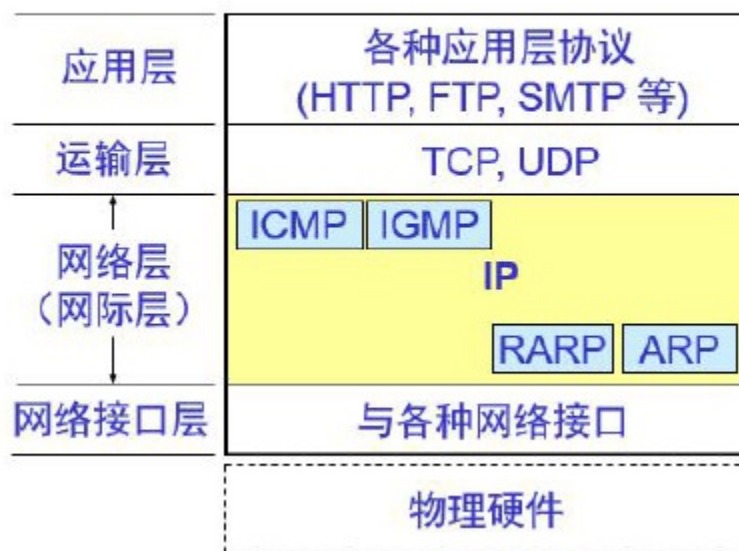 应用层
各种应用层协议
(HTTP, FTP, SMTP 等)
运输层
TCP, UDP
网络层
（网际层）
ICMP
IGMP
IP
RARP
ARP
网络接口层
与各种网络接口
物理硬件